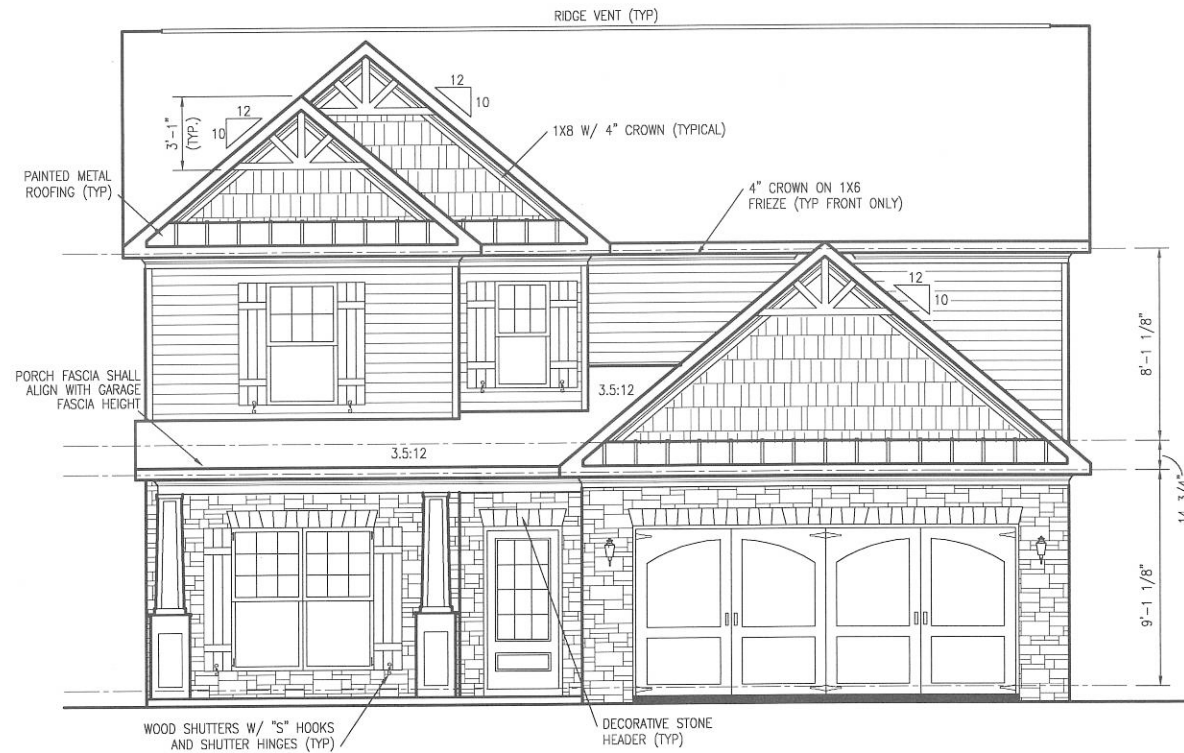 RIDGE VENT (TYP)
12
10
12
10
3'-1"
(TYP.)
1X8 W/ 4" CROWN (TYPICAL)
PAINTED METAL
ROOFING (TYP)
4" CROWN ON 1X6
FRIEZE (TYP FRONT ONLY)
12
10
8'-1 1/8"
PORCH FASCIA SHALL
ALIGN WITH GARAGE
FASCIA HEIGHT
3.5:12
3.5:12
14 3/4"
9'-1 1/8"
WOOD SHUTTERS W/ "S" HOOKS
AND SHUTTER HINGES (TYP)
DECORATIVE STONE
HEADER (TYP)